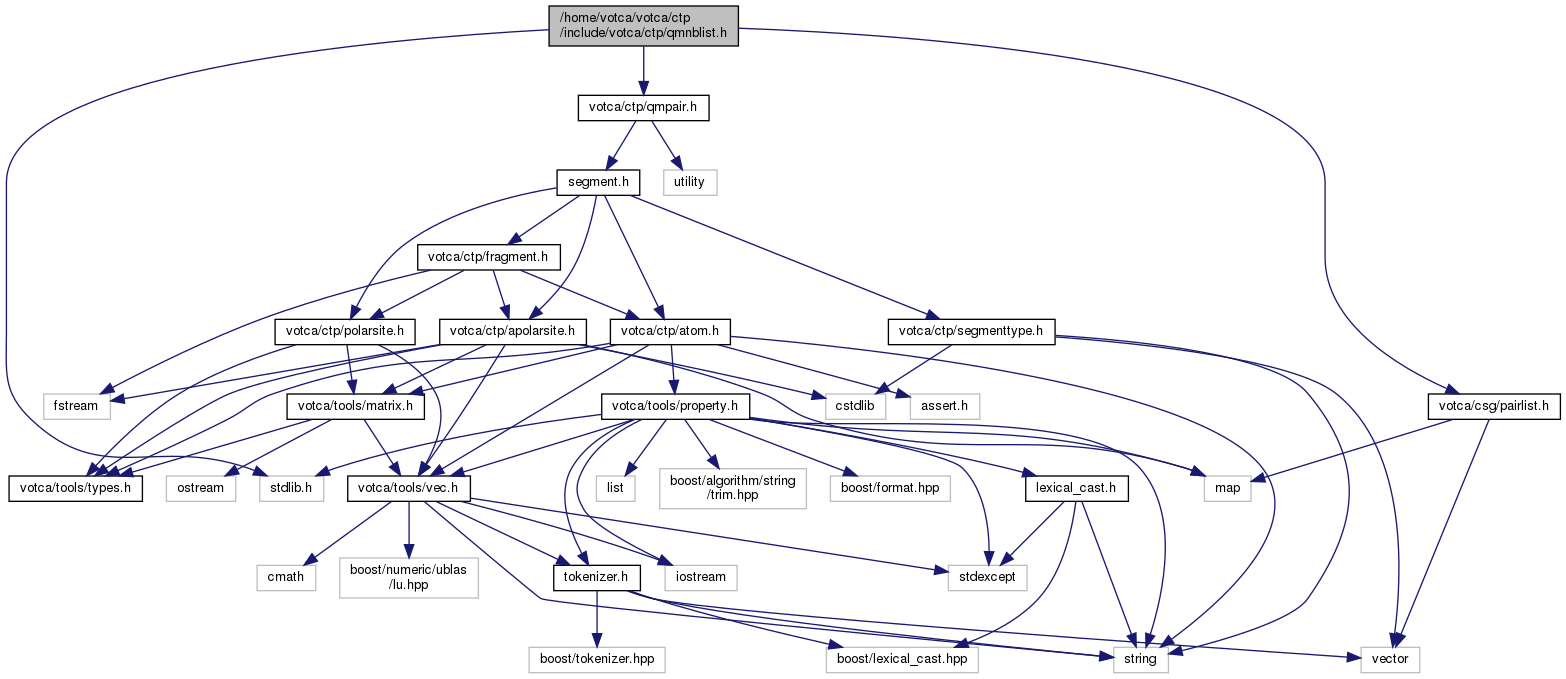 /home/votca/votca/ctp
/include/votca/ctp/qmnblist.h
votca/ctp/qmpair.h
segment.h
utility
votca/ctp/fragment.h
votca/ctp/polarsite.h
votca/ctp/apolarsite.h
votca/ctp/atom.h
votca/ctp/segmenttype.h
fstream
votca/tools/matrix.h
votca/tools/property.h
cstdlib
assert.h
votca/csg/pairlist.h
votca/tools/types.h
ostream
stdlib.h
votca/tools/vec.h
list
boost/algorithm/string
/trim.hpp
boost/format.hpp
lexical_cast.h
map
cmath
boost/numeric/ublas
/lu.hpp
tokenizer.h
iostream
stdexcept
boost/tokenizer.hpp
boost/lexical_cast.hpp
string
vector